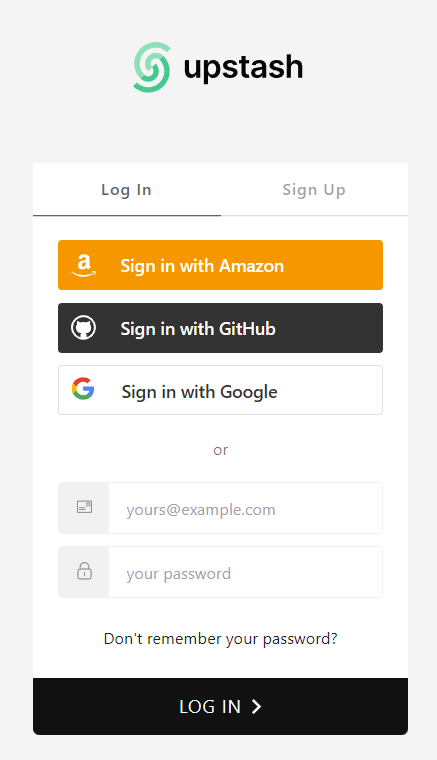 upstash
Log In Sign Up
Sign in with Amazon
Sign in with GitHub
Sign in with Google
or
yours@example.com
your password
Don't remember your password?
LOG IN